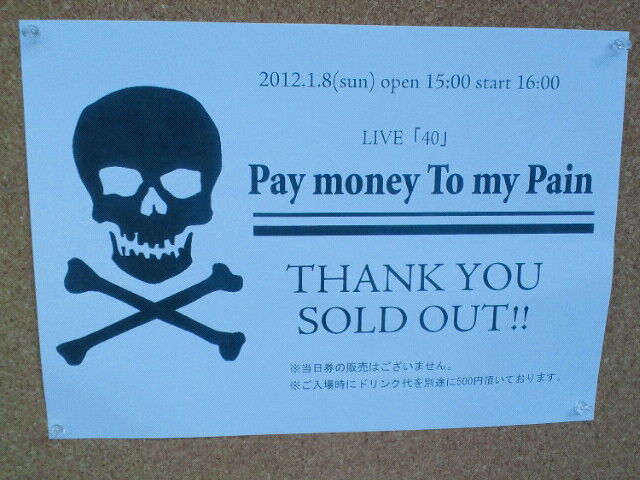 2012.1.8(sun) open 15:00 start 16:00
LIVE「40」
Pay money To my Pain
THANK YOU
SOLD OUT!!
※当日券の販売はございません。
※ご入場時にドリンク代を別途に500円頂いております。